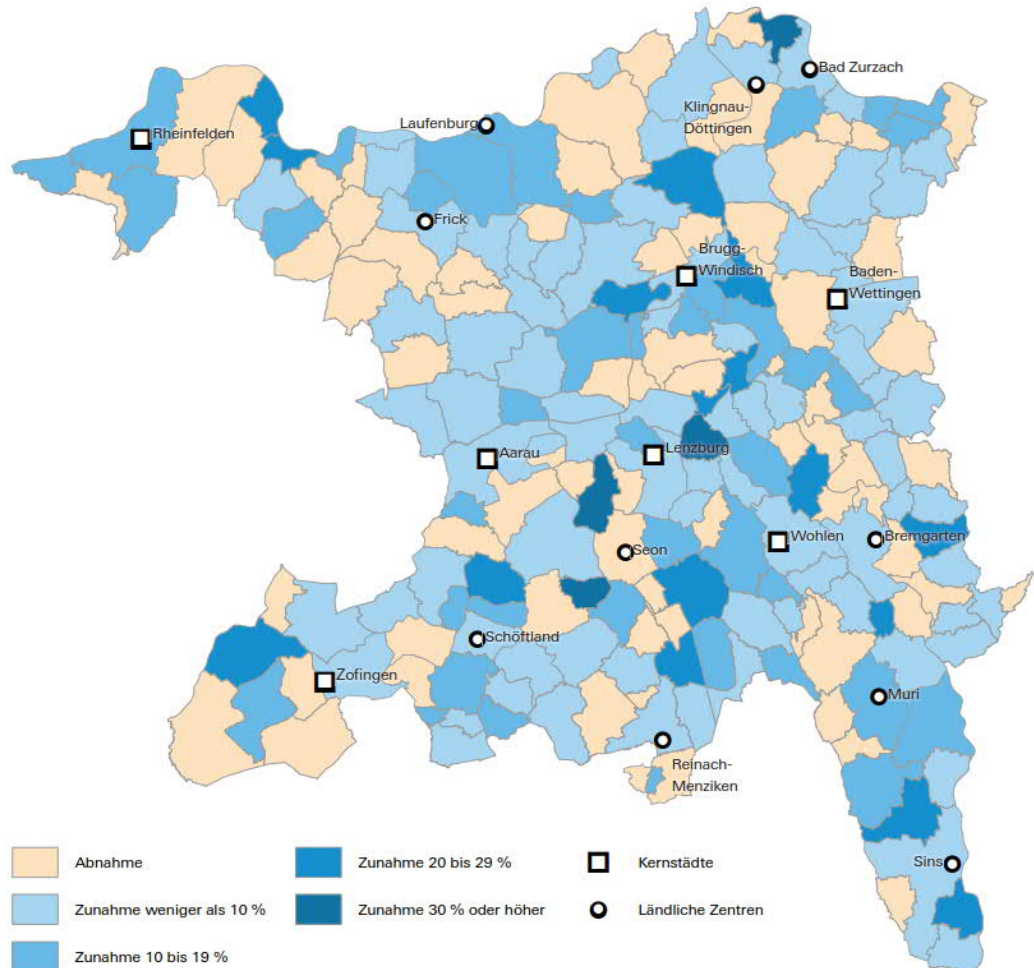 Bad Zurzach
Klingnau-
Döttingen
Laufenburg
Rheinfelden
Frick
Brugg-
Windisch
Baden-
Wettingen
Aarau
Lenzburg
Wohlen
Bremgarten
Seon
Schöftland
Zofingen
Muri
Reinach-
Menziken
Sins
Abnahme
Zunahme weniger als 10 %
Zunahme 10 bis 19 %
Zunahme 20 bis 29 %
Zunahme 30 % oder höher
Kernstädte
Ländliche Zentren